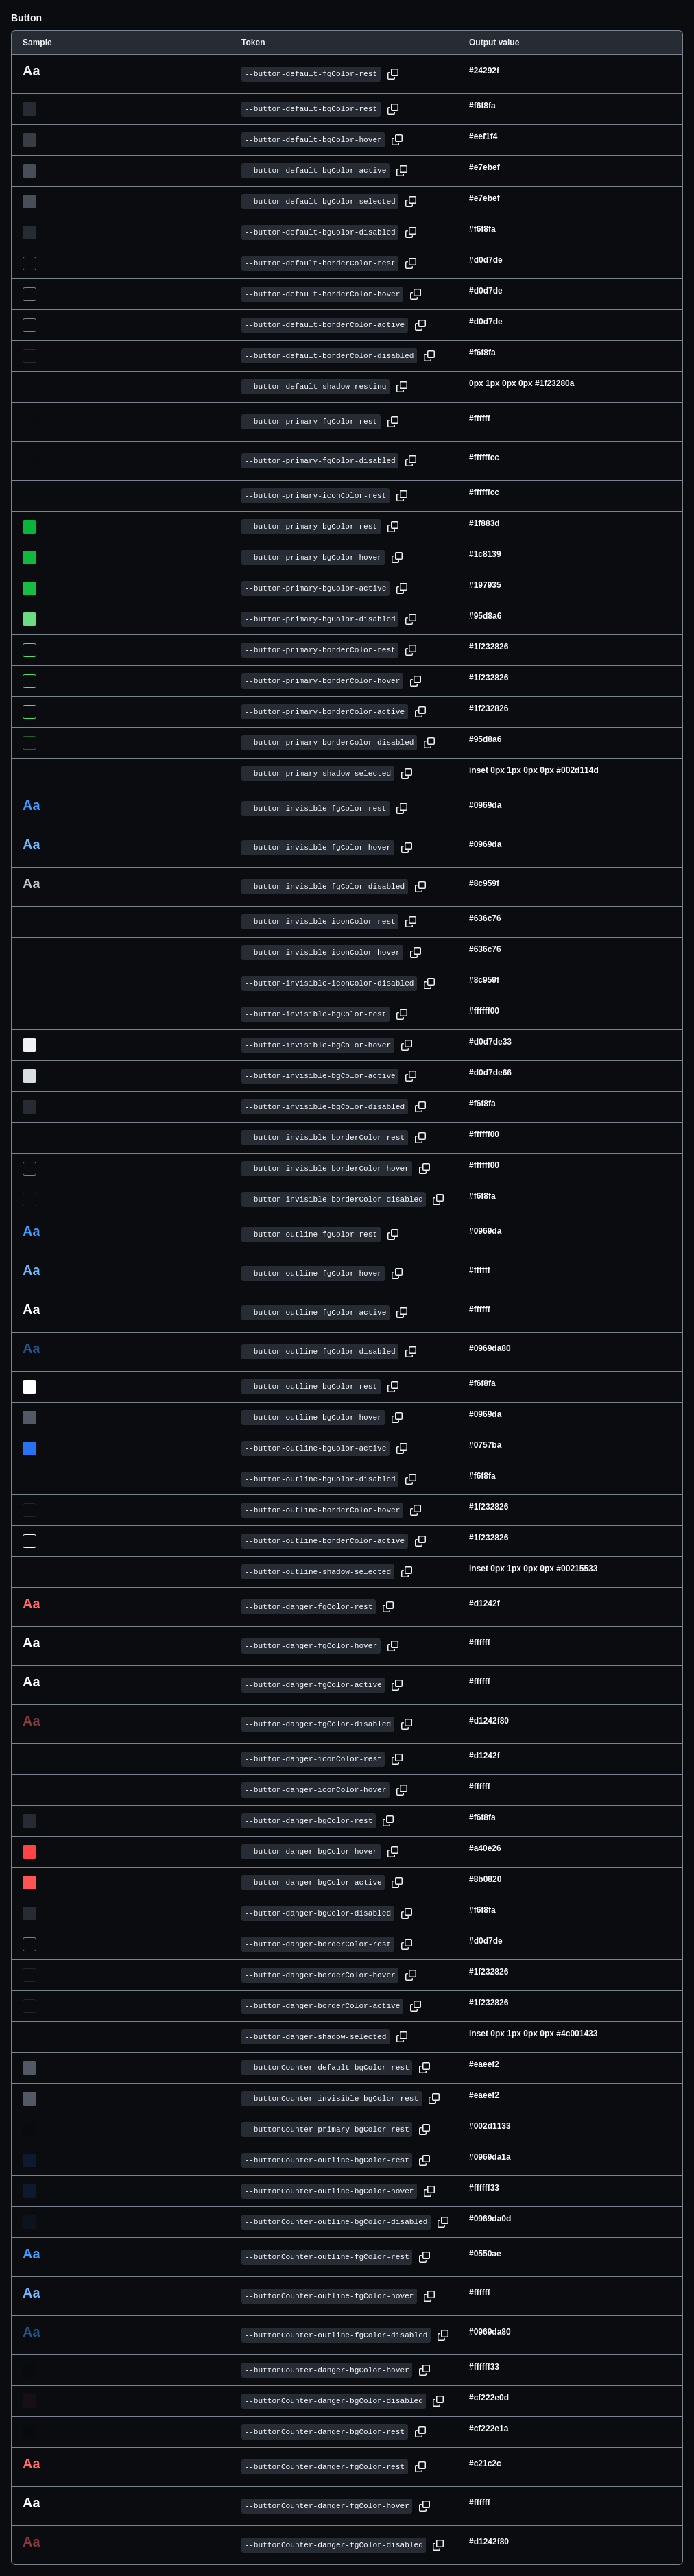 Button
Sample Token Output value
Aa --button-default-fgColor-rest #24292f
--button-default-bgColor-rest #f6f8fa
--button-default-bgColor-hover #eef1f4
--button-default-bgColor-active #e7ebef
--button-default-bgColor-selected #e7ebef
--button-default-bgColor-disabled #f6f8fa
--button-default-borderColor-rest #d0d7de
--button-default-borderColor-hover #d0d7de
--button-default-borderColor-active #d0d7de
--button-default-borderColor-disabled #f6f8fa
--button-default-shadow-resting 0px 1px 0px 0px #1f23280a
--button-primary-fgColor-rest #ffffff
--button-primary-fgColor-disabled #ffffffcc
--button-primary-iconColor-rest #ffffffcc
--button-primary-bgColor-rest #1f883d
--button-primary-bgColor-hover #1c8139
--button-primary-bgColor-active #197935
--button-primary-bgColor-disabled #95d8a6
--button-primary-borderColor-rest #1f232826
--button-primary-borderColor-hover #1f232826
--button-primary-borderColor-active #1f232826
--button-primary-borderColor-disabled #95d8a6
--button-primary-shadow-selected inset 0px 1px 0px 0px #002d114d
Aa --button-invisible-fgColor-rest #0969da
Aa --button-invisible-fgColor-hover #0969da
Aa --button-invisible-fgColor-disabled #8c959f
--button-invisible-iconColor-rest #636c76
--button-invisible-iconColor-hover #636c76
--button-invisible-iconColor-disabled #8c959f
--button-invisible-bgColor-rest #ffffff00
--button-invisible-bgColor-hover #d0d7de33
--button-invisible-bgColor-active #d0d7de66
--button-invisible-bgColor-disabled #f6f8fa
--button-invisible-borderColor-rest #ffffff00
--button-invisible-borderColor-hover #ffffff00
--button-invisible-borderColor-disabled #f6f8fa
Aa --button-outline-fgColor-rest #0969da
Aa --button-outline-fgColor-hover #ffffff
Aa --button-outline-fgColor-active #ffffff
Aa --button-outline-fgColor-disabled #0969da80
--button-outline-bgColor-rest #f6f8fa
--button-outline-bgColor-hover #0969da
--button-outline-bgColor-active #0757ba
--button-outline-bgColor-disabled #f6f8fa
--button-outline-borderColor-hover #1f232826
--button-outline-borderColor-active #1f232826
--button-outline-shadow-selected inset 0px 1px 0px 0px #00215533
Aa --button-danger-fgColor-rest #d1242f
Aa --button-danger-fgColor-hover #ffffff
Aa --button-danger-fgColor-active #ffffff
Aa --button-danger-fgColor-disabled #d1242f80
--button-danger-iconColor-rest #d1242f
--button-danger-iconColor-hover #ffffff
--button-danger-bgColor-rest #f6f8fa
--button-danger-bgColor-hover #a40e26
--button-danger-bgColor-active #8b0820
--button-danger-bgColor-disabled #f6f8fa
--button-danger-borderColor-rest #d0d7de
--button-danger-borderColor-hover #1f232826
--button-danger-borderColor-active #1f232826
--button-danger-shadow-selected inset 0px 1px 0px 0px #4c001433
--buttonCounter-default-bgColor-rest #eaeef2
--buttonCounter-invisible-bgColor-rest #eaeef2
--buttonCounter-primary-bgColor-rest #002d1133
--buttonCounter-outline-bgColor-rest #0969da1a
--buttonCounter-outline-bgColor-hover #ffffff33
--buttonCounter-outline-bgColor-disabled #0969da0d
Aa --buttonCounter-outline-fgColor-rest #0550ae
Aa --buttonCounter-outline-fgColor-hover #ffffff
Aa --buttonCounter-outline-fgColor-disabled #0969da80
--buttonCounter-danger-bgColor-hover #ffffff33
--buttonCounter-danger-bgColor-disabled #cf222e0d
--buttonCounter-danger-bgColor-rest #cf222e1a
Aa --buttonCounter-danger-fgColor-rest #c21c2c
Aa --buttonCounter-danger-fgColor-hover #ffffff
Aa --buttonCounter-danger-fgColor-disabled #d1242f80